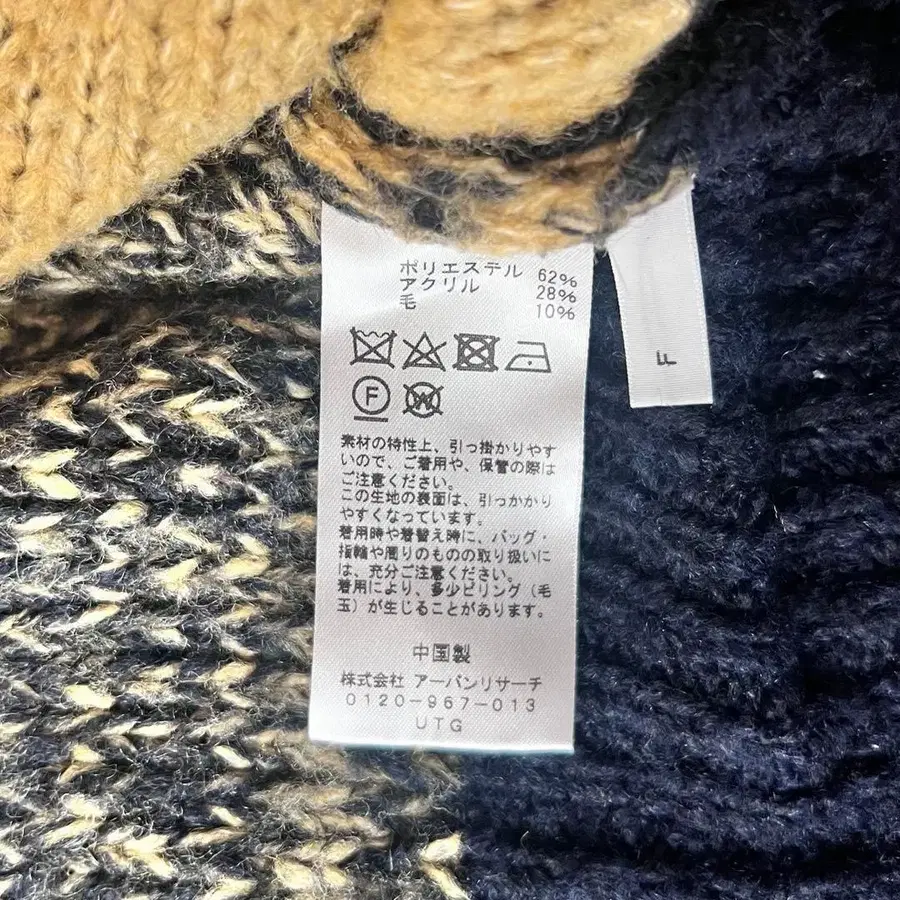 ポリエステル 62%
アクリル 28%
毛 10%
F
W
素材の特性上、引っ掛かりやす
いので、ご着用や、保管の際は
ご注意ください。
この生地の表面は、引っかかり
やすくなっています。
着用時や着替え時に、バッグ・
指輪や周りのものの取り扱いに
は、充分ご注意ください。
着用により、多少ピリング(毛
玉)が生じることがあります。
中国製
株式会社 アーバンリサーチ
0120-967-013
UTG
F